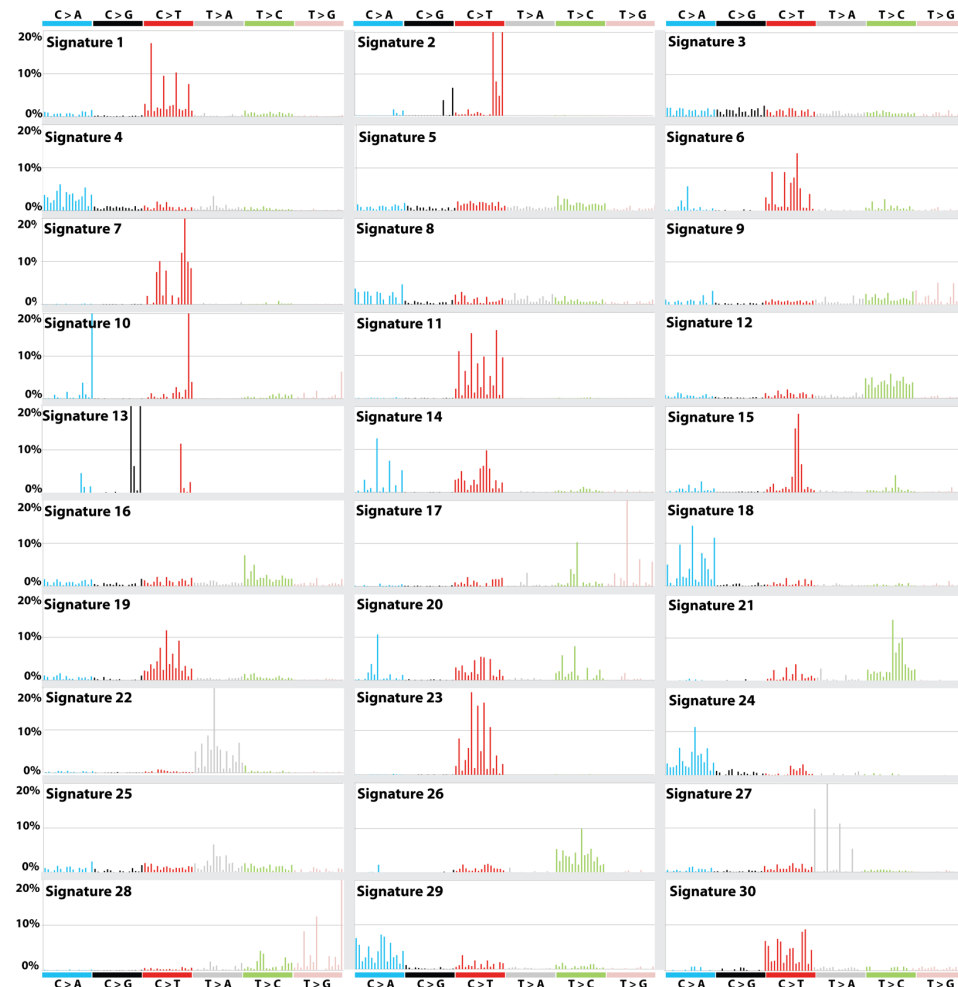 C > A C > G C > T T > A T > C T > G C > A C > G C > T T > A T > C T > G C > A C > G C > T T > A T > C T > G
20% Signature 1 Signature 2 Signature 3
10%
0%
Signature 4 Signature 5 Signature 6
10%
0%
20% Signature 7 Signature 8 Signature 9
10%
0%
20% Signature 10 Signature 11 Signature 12
10%
0%
20% Signature 13 Signature 14 Signature 15
10%
0%
20% Signature 16 Signature 17 Signature 18
10%
0%
20% Signature 19 Signature 20 Signature 21
10%
0%
20% Signature 22 Signature 23 Signature 24
10%
0%
20% Signature 25 Signature 26 Signature 27
10%
0%
20% Signature 28 Signature 29 Signature 30
10%
0%
C > A C > G C > T T > A T > C T > G C > A C > G C > T T > A T > C T > G C > A C > G C > T T > A T > C T > G